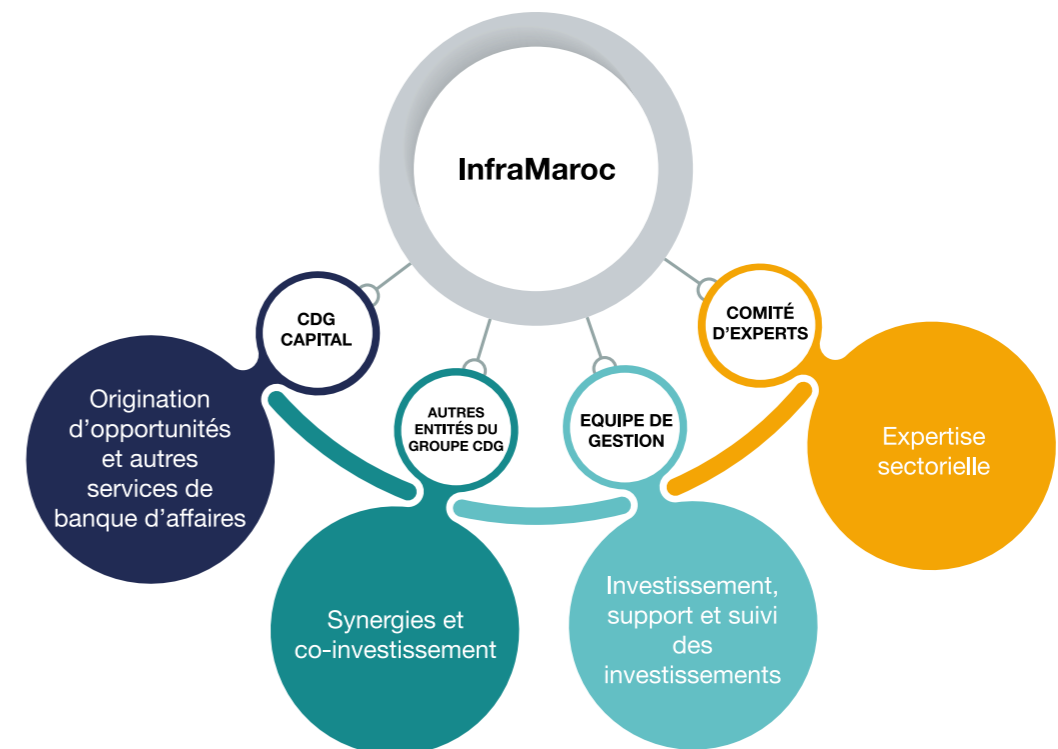 InfraMaroc
CDG
CAPITAL
Origination
d’opportunités
et autres
services de
banque d’affaires
AUTRES
ENTITÉS DU
GROUPE CDG
Synergies et
co-investissement
EQUIPE DE
GESTION
Investissement,
support et suivi
des
investissements
COMITÉ
D’EXPERTS
Expertise
sectorielle